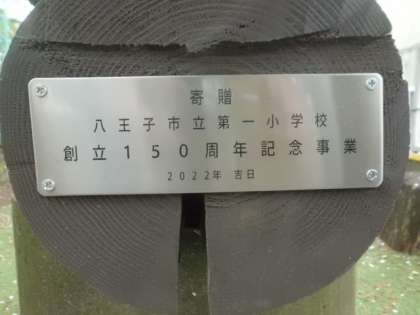 寄贈
八王子市立第一小学校
創立150周年記念事業
2022年 吉日